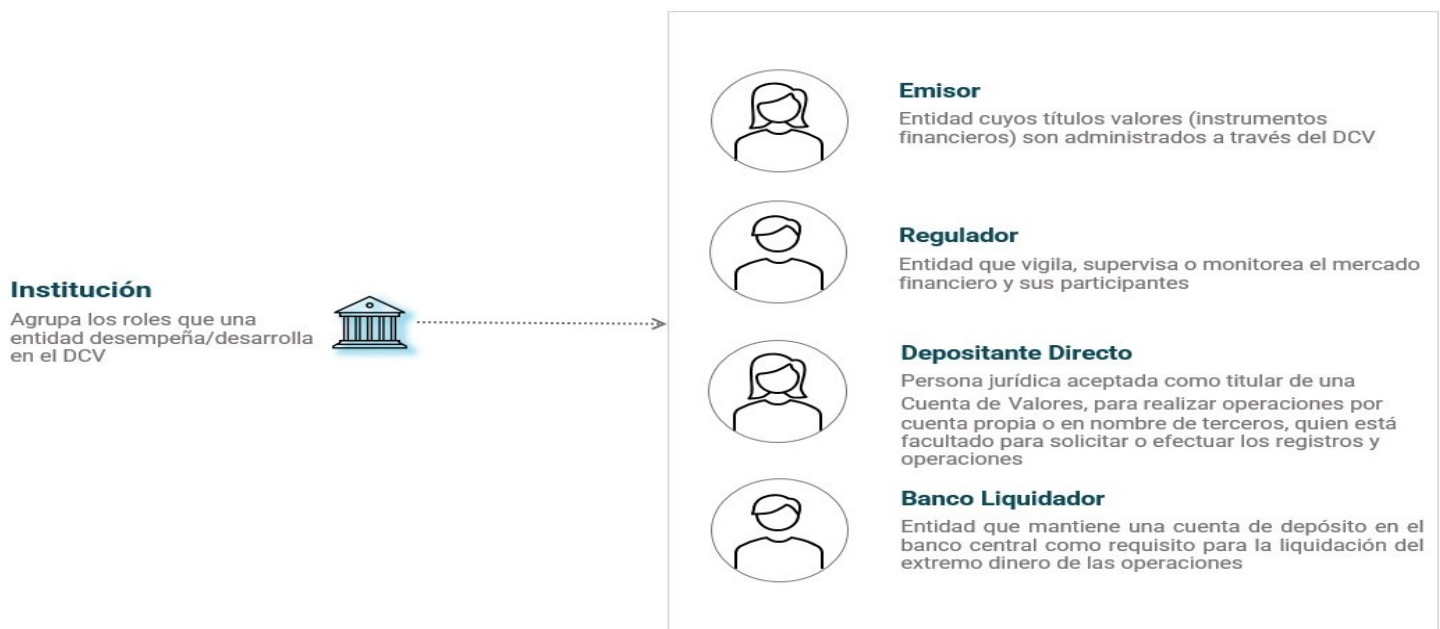 Institución
Agrupa los roles que una
entidad desempeña/desarrolla
en el DCV
Emisor
Entidad cuyos títulos valores (instrumentos
financieros) son administrados a través del DCV
Regulador
Entidad que vigila, supervisa o monitorea el mercado
financiero y sus participantes
Depositante Directo
Persona jurídica aceptada como titular de una
Cuenta de Valores, para realizar operaciones por
cuenta propia o en nombre de terceros, quien está
facultado para solicitar o efectuar los registros y
operaciones
Banco Liquidador
Entidad que mantiene una cuenta de depósito en el
banco central como requisito para la liquidación del
extremo dinero de las operaciones